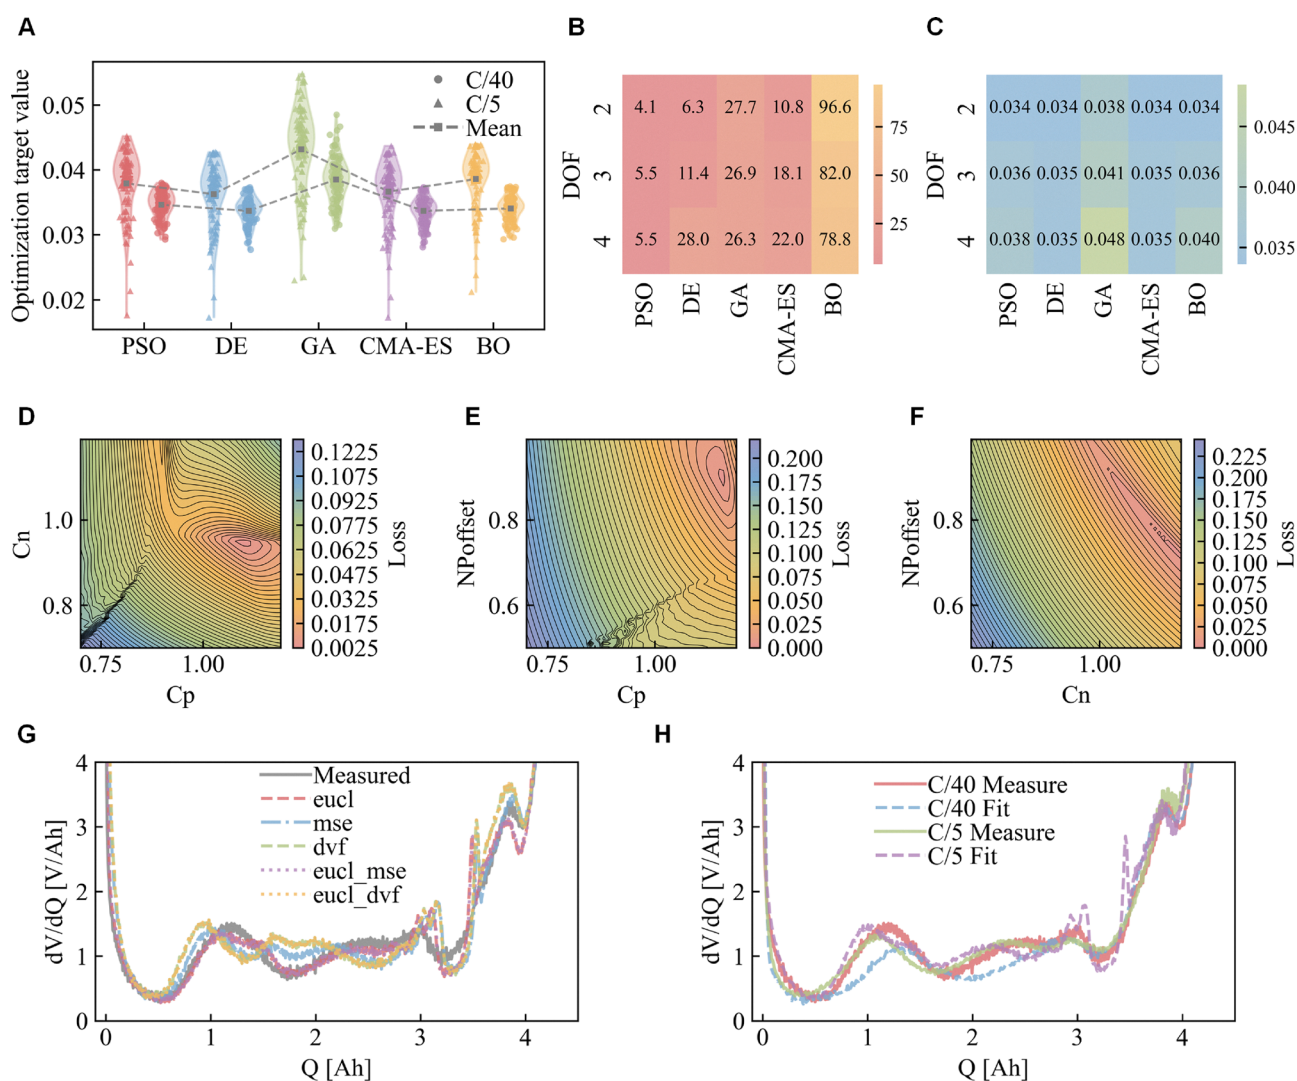 A
Optimization target value
0.05
0.04
0.03
0.02
C/40
C/5
Mean
PSO
DE
GA
CMA-ES
BO
B
DOF
2
3
4
4.1 6.3 27.7 10.8 96.6
5.5 11.4 26.9 18.1 82.0
5.5 28.0 26.3 22.0 78.8
PSO
DE
GA
CMA-ES
BO
75
50
25
C
DOF
2
3
4
0.034 0.034 0.038 0.034 0.034
0.036 0.035 0.041 0.035 0.036
0.038 0.035 0.048 0.035 0.040
PSO
DE
GA
CMA-ES
BO
0.045
0.040
0.035
D
Cn
1.0
0.8
0.75 1.00
Cp
0.1225
0.1075
0.0925
0.0775
0.0625
0.0475
0.0325
0.0175
0.0025
Loss
E
NPoffset
0.8
0.6
0.75 1.00
Cp
0.200
0.175
0.150
0.125
0.100
0.075
0.050
0.025
0.000
Loss
F
NPoffset
0.8
0.6
0.75 1.00
Cn
0.225
0.200
0.175
0.150
0.125
0.100
0.075
0.050
0.025
0.000
Loss
G
dV/dQ [V/Ah]
4
3
2
1
0
Measured
eucl
mse
dvf
eucl_mse
eucl_dvf
0 1 2 3 4
Q [Ah]
H
dV/dQ [V/Ah]
4
3
2
1
0
C/40 Measure
C/40 Fit
C/5 Measure
C/5 Fit
0 1 2 3 4
Q [Ah]